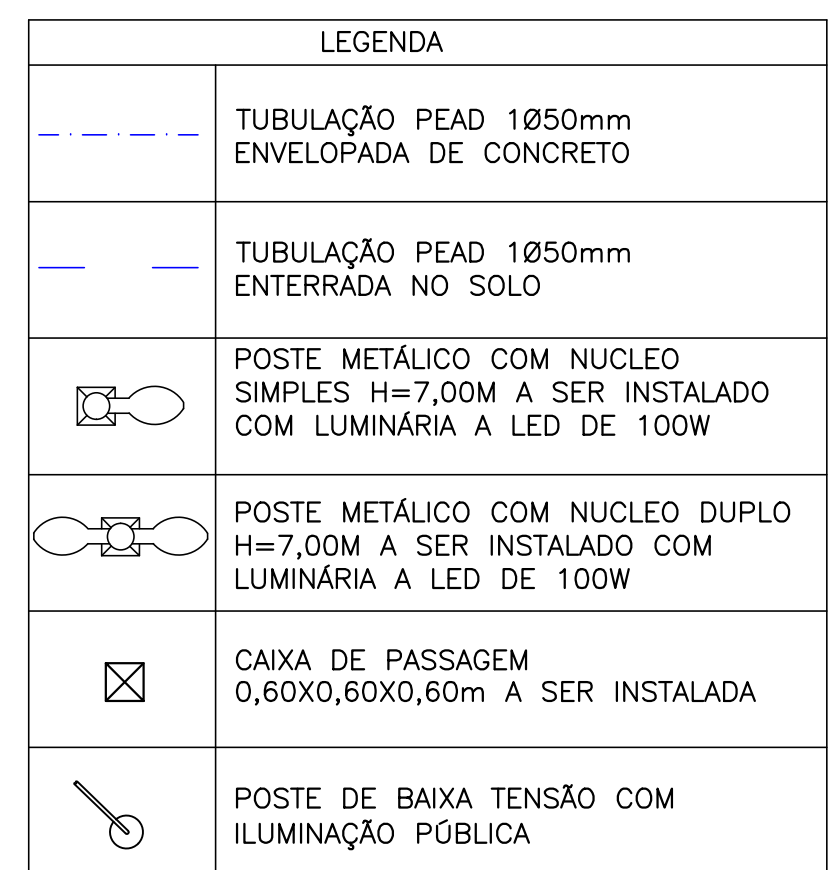 LEGENDA
TUBULAÇÃO PEAD 1Ø50mm
ENVELOPADA DE CONCRETO
TUBULAÇÃO PEAD 1Ø50mm
ENTERRADA NO SOLO
POSTE METÁLICO COM NUCLEO
SIMPLES H=7,00M A SER INSTALADO
COM LUMINÁRIA A LED DE 100W
POSTE METÁLICO COM NUCLEO DUPLO
H=7,00M A SER INSTALADO COM
LUMINÁRIA A LED DE 100W
CAIXA DE PASSAGEM
0,60X0,60X0,60m A SER INSTALADA
POSTE DE BAIXA TENSÃO COM
ILUMINAÇÃO PÚBLICA